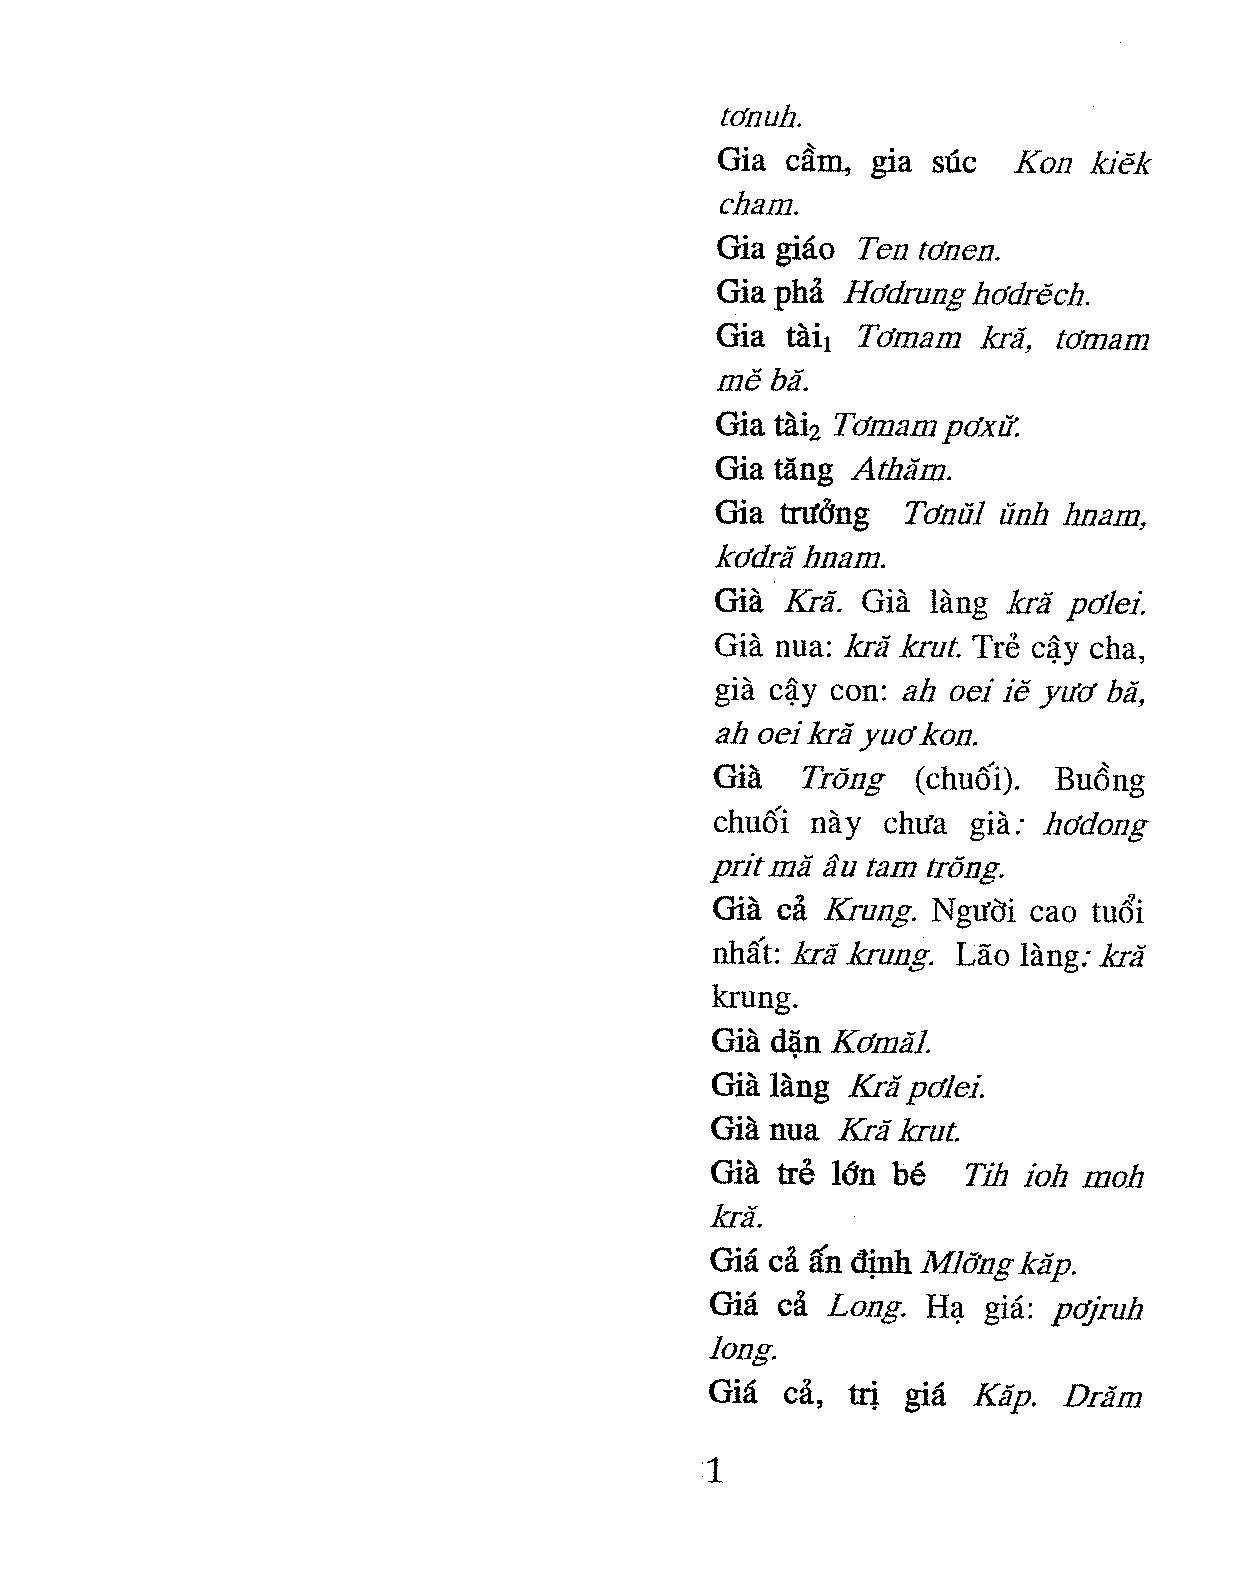 tơnuh.
Gia cầm, gia súc Kon kiĕk
cham.
Gia giáo Ten tơnen.
Gia phả Hơdrung hơdrĕch.
Gia tài₁ Tơmam kră, tơmam
mĕ bă.
Gia tài₂ Tơmam pơxư̆.
Gia tăng Athăm.
Gia trưởng Tơnŭl ŭnh hnam,
kơdră hnam.
Già Kră. Già làng kră pơlei.
Già nua: kră krut. Trẻ cậy cha,
già cậy con: ah oei iĕ yươ bă,
ah oei kră yuơ kon.
Già Trŏng (chuối). Buồng
chuối này chưa già: hơdong
prit mă âu tam trŏng.
Già cả Krung. Người cao tuổi
nhất: kră krung. Lão làng: kră
krung.
Già dặn Kơmăl.
Già làng Kră pơlei.
Già nua Kră krut.
Già trẻ lớn bé Tih ioh moh
kră.
Giá cả ấn định Mlơ̆ng kăp.
Giá cả Long. Hạ giá: pơjruh
long.
Giá cả, trị giá Kăp. Drăm
1